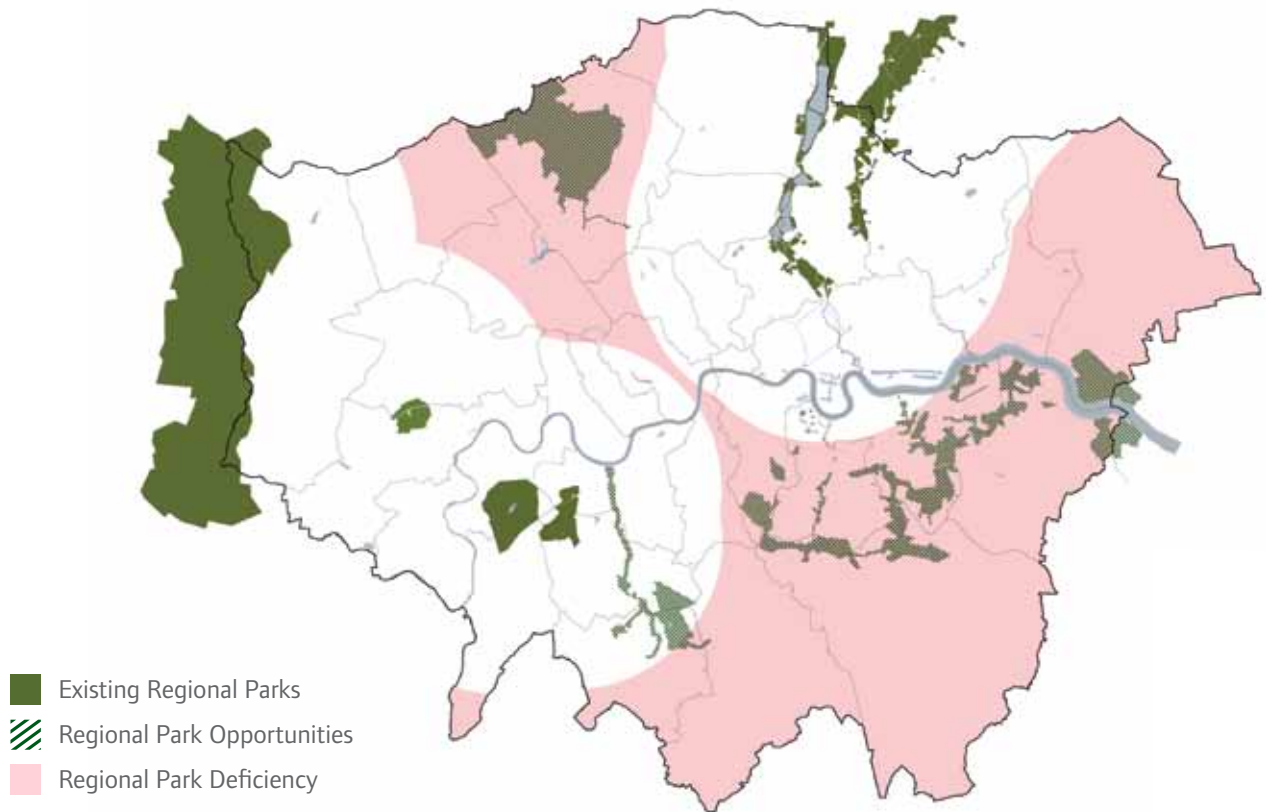 Existing Regional Parks
Regional Park Opportunities
Regional Park Deficiency